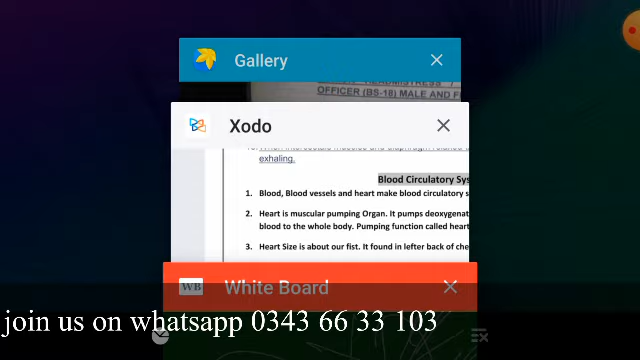 Gallery
OFFICER (BS-18) MALE AND F
Xodo
exhaling.
Blood Circulatory Sys
1. Blood, Blood vessels and heart make blood circulatory s
2. Heart is muscular pumping Organ. It pumps deoxygenat
blood to the whole body. Pumping function called heart
3. Heart Size is about our fist. It found in lefter back of che
WB White Board
join us on whatsapp 0343 66 33 103